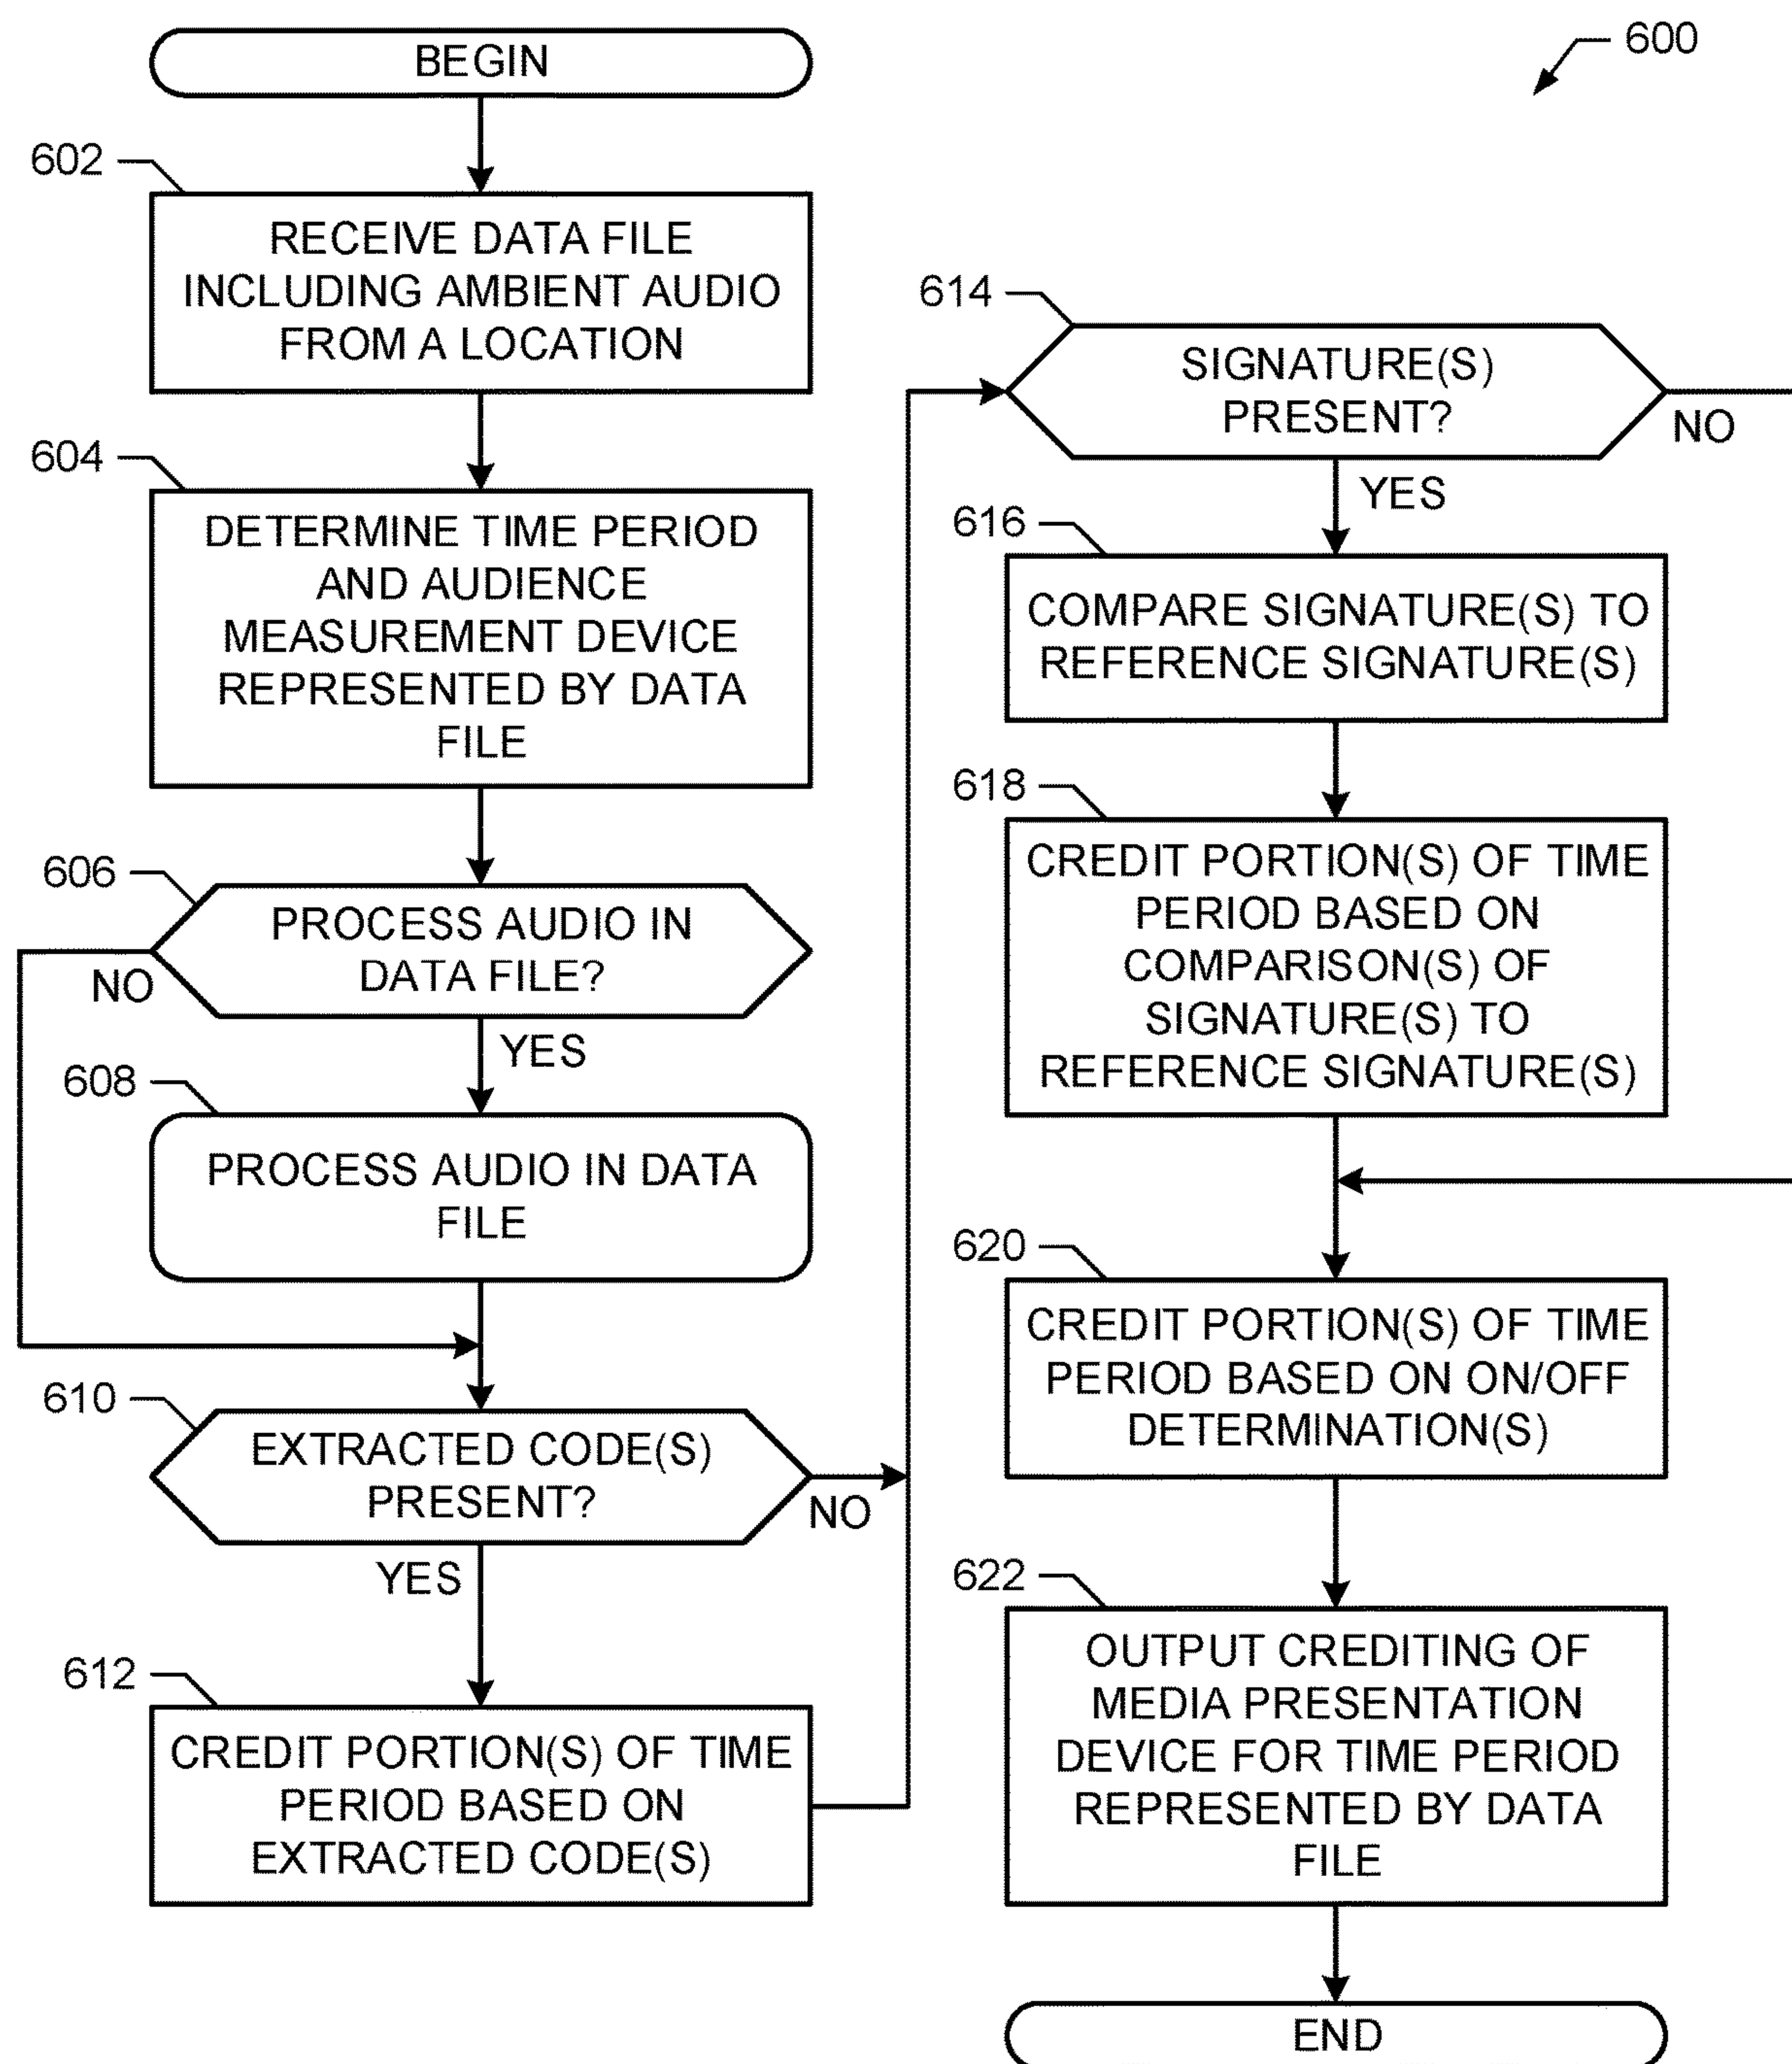 600
BEGIN
602
RECEIVE DATA FILE
INCLUDING AMBIENT AUDIO
FROM A LOCATION
604
DETERMINE TIME PERIOD
AND AUDIENCE
MEASUREMENT DEVICE
REPRESENTED BY DATA
FILE
606
PROCESS AUDIO IN
DATA FILE?
NO
YES
608
PROCESS AUDIO IN DATA
FILE
610
EXTRACTED CODE(S)
PRESENT?
NO
YES
612
CREDIT PORTION(S) OF TIME
PERIOD BASED ON
EXTRACTED CODE(S)
614
SIGNATURE(S)
PRESENT?
NO
YES
616
COMPARE SIGNATURE(S) TO
REFERENCE SIGNATURE(S)
618
CREDIT PORTION(S) OF TIME
PERIOD BASED ON
COMPARISON(S) OF
SIGNATURE(S) TO
REFERENCE SIGNATURE(S)
620
CREDIT PORTION(S) OF TIME
PERIOD BASED ON ON/OFF
DETERMINATION(S)
622
OUTPUT CREDITING OF
MEDIA PRESENTATION
DEVICE FOR TIME PERIOD
REPRESENTED BY DATA
FILE
END